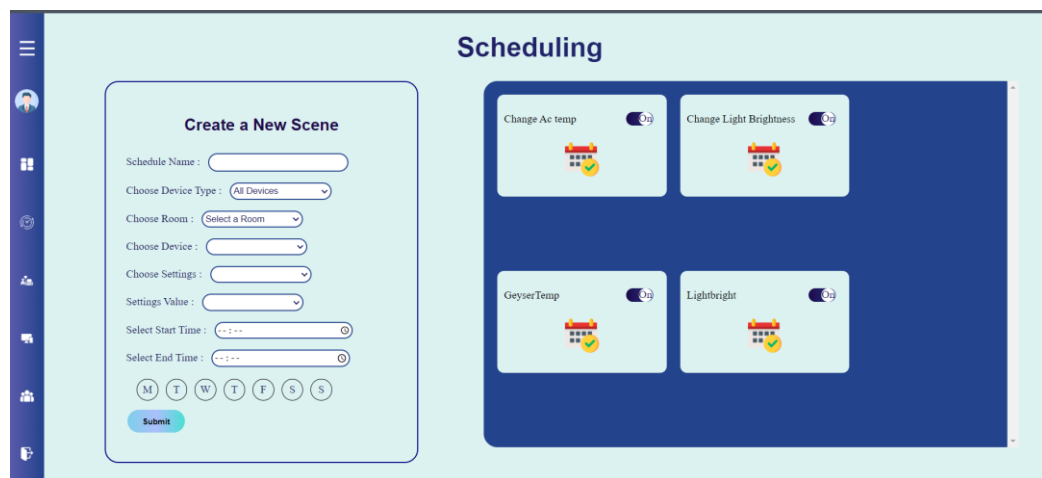 Scheduling
Create a New Scene
Schedule Name :
Choose Device Type : All Devices
Choose Room : Select a Room
Choose Device :
Choose Settings :
Settings Value :
Select Start Time : --:--
Select End Time : --:--
M T W T F S S
Submit
Change Ac temp On
Change Light Brightness On
GeyserTemp On
Lightbright On